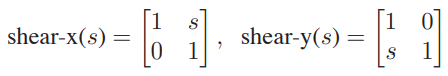 shear-x(s) = [1 s
0 1], shear-y(s) = [1 0
s 1]